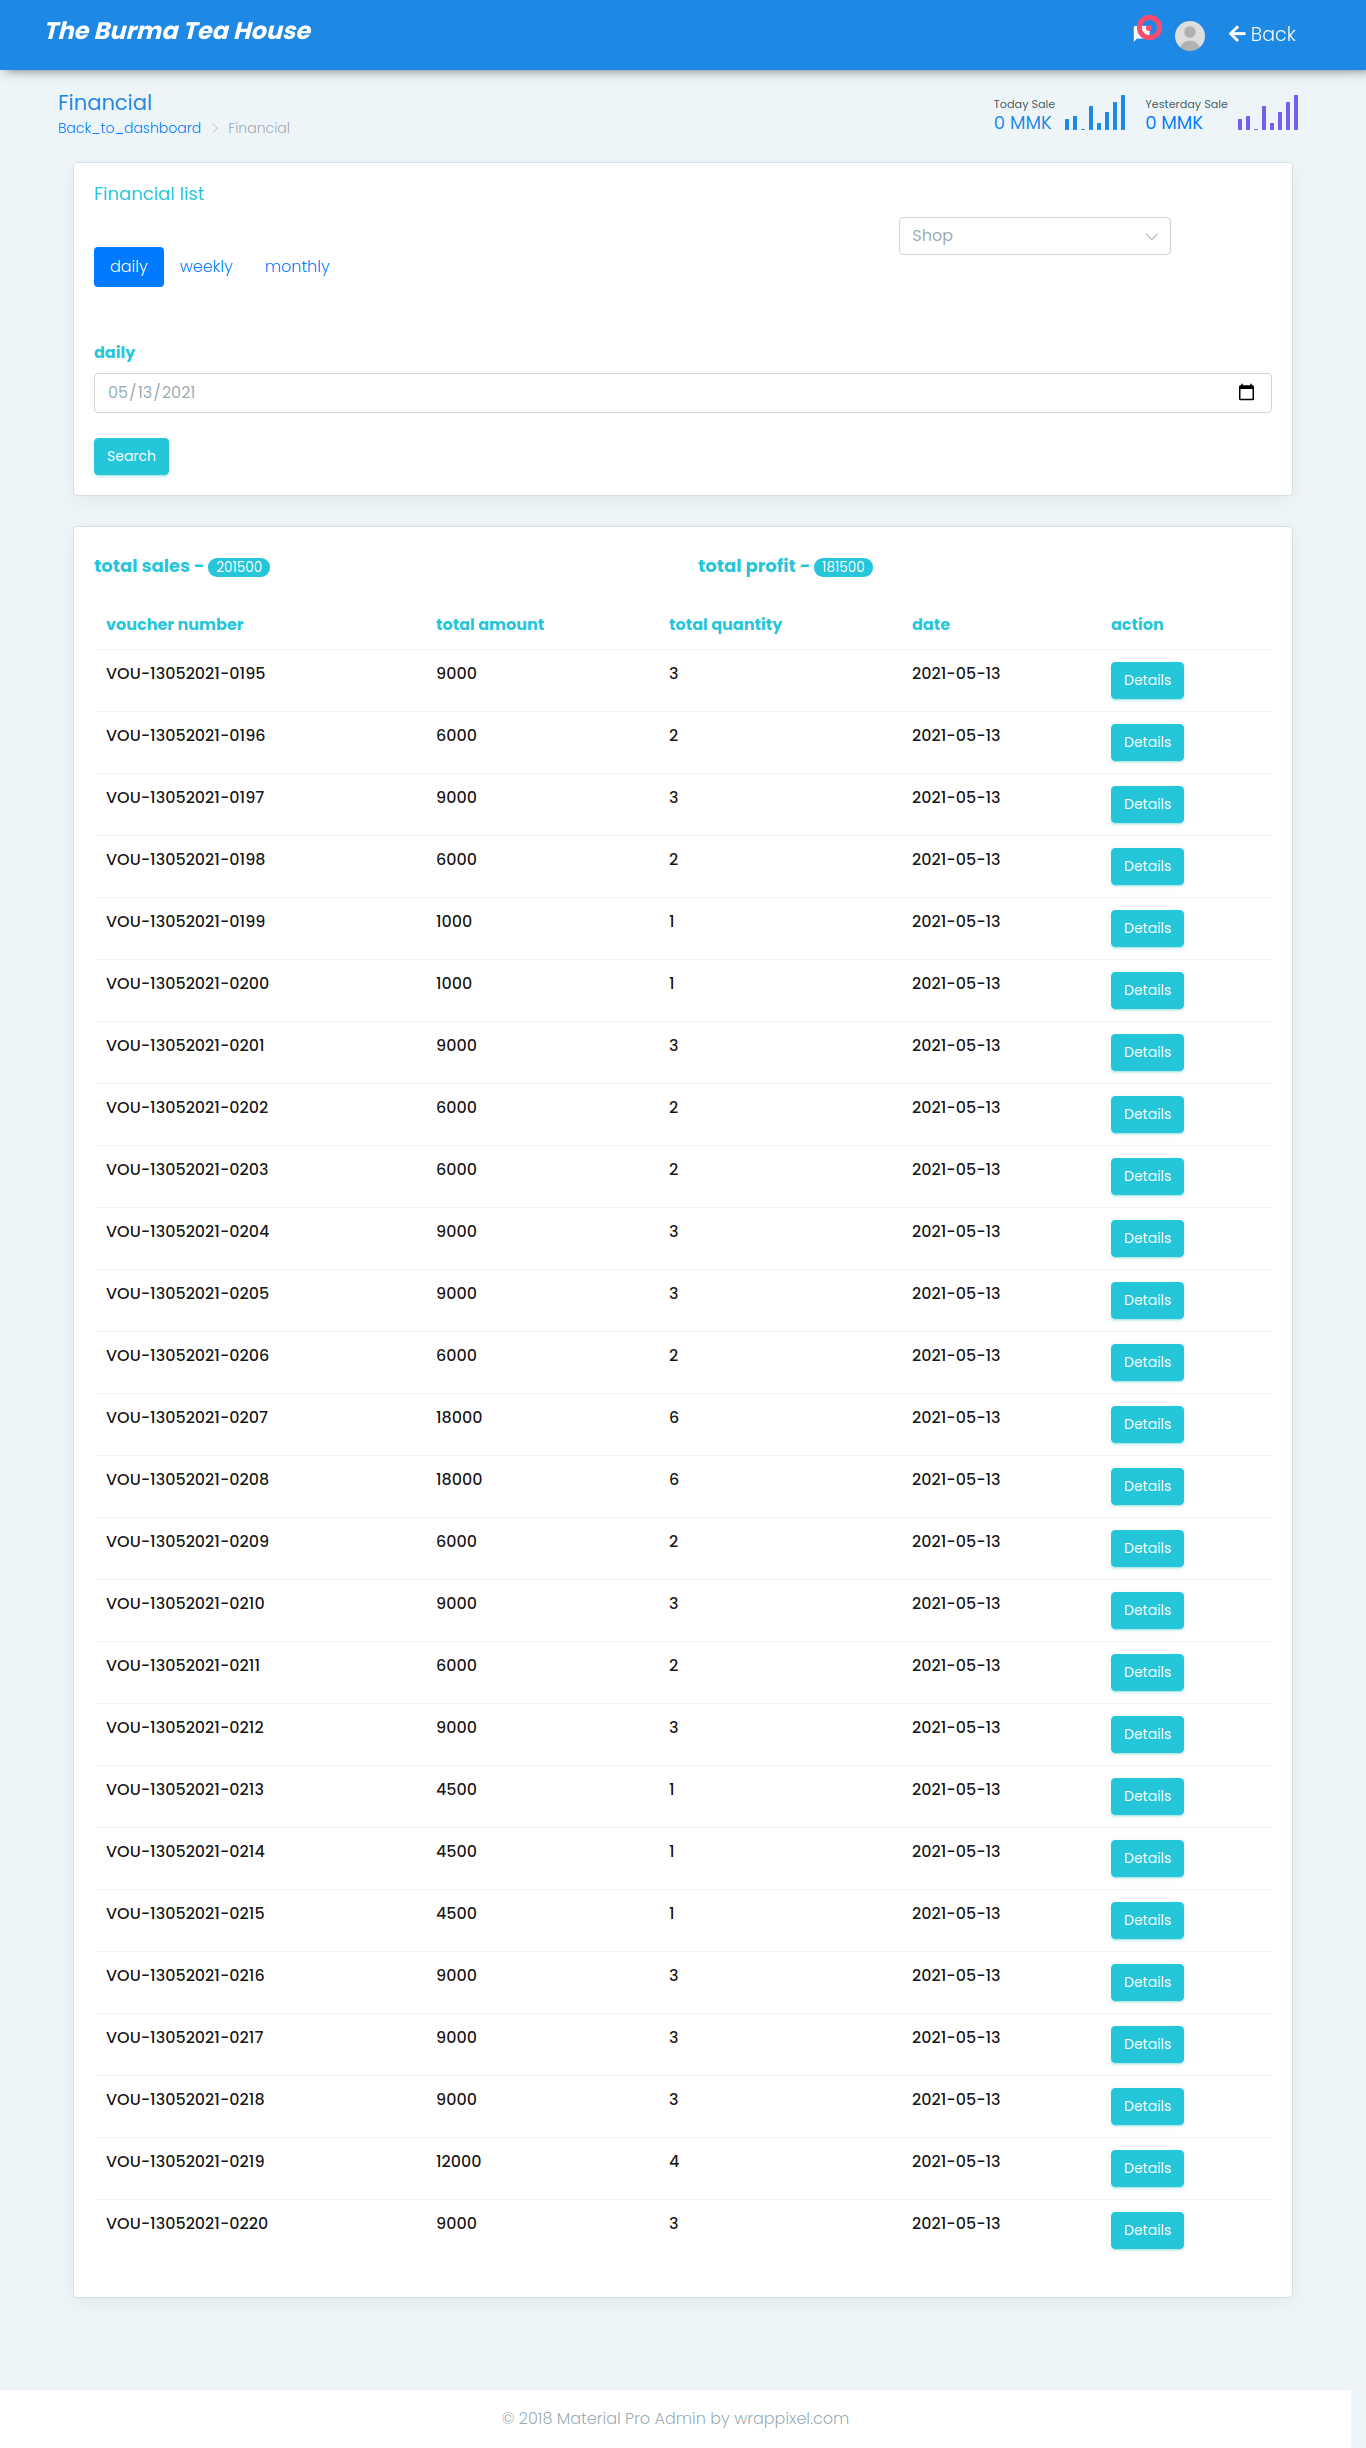 The Burma Tea House
Back
Financial
Back_to_dashboard > Financial
Today Sale
0 MMK
Yesterday Sale
0 MMK
Financial list
Shop
daily weekly monthly
daily
05/13/2021
Search
total sales - 201500 total profit - 181500
voucher number total amount total quantity date action
VOU-13052021-0195 9000 3 2021-05-13 Details
VOU-13052021-0196 6000 2 2021-05-13 Details
VOU-13052021-0197 9000 3 2021-05-13 Details
VOU-13052021-0198 6000 2 2021-05-13 Details
VOU-13052021-0199 1000 1 2021-05-13 Details
VOU-13052021-0200 1000 1 2021-05-13 Details
VOU-13052021-0201 9000 3 2021-05-13 Details
VOU-13052021-0202 6000 2 2021-05-13 Details
VOU-13052021-0203 6000 2 2021-05-13 Details
VOU-13052021-0204 9000 3 2021-05-13 Details
VOU-13052021-0205 9000 3 2021-05-13 Details
VOU-13052021-0206 6000 2 2021-05-13 Details
VOU-13052021-0207 18000 6 2021-05-13 Details
VOU-13052021-0208 18000 6 2021-05-13 Details
VOU-13052021-0209 6000 2 2021-05-13 Details
VOU-13052021-0210 9000 3 2021-05-13 Details
VOU-13052021-0211 6000 2 2021-05-13 Details
VOU-13052021-0212 9000 3 2021-05-13 Details
VOU-13052021-0213 4500 1 2021-05-13 Details
VOU-13052021-0214 4500 1 2021-05-13 Details
VOU-13052021-0215 4500 1 2021-05-13 Details
VOU-13052021-0216 9000 3 2021-05-13 Details
VOU-13052021-0217 9000 3 2021-05-13 Details
VOU-13052021-0218 9000 3 2021-05-13 Details
VOU-13052021-0219 12000 4 2021-05-13 Details
VOU-13052021-0220 9000 3 2021-05-13 Details
© 2018 Material Pro Admin by wrappixel.com